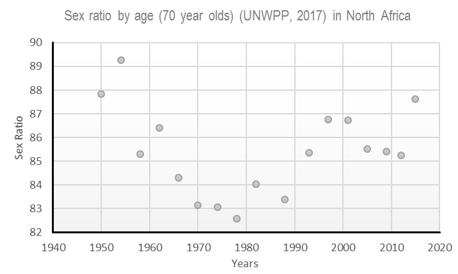 Sex ratio by age (70 year olds) (UNWPP, 2017) in North Africa
90
89
88
87
86
85
84
83
82
Sex Ratio
1940 1950 1960 1970 1980 1990 2000 2010 2020
Years